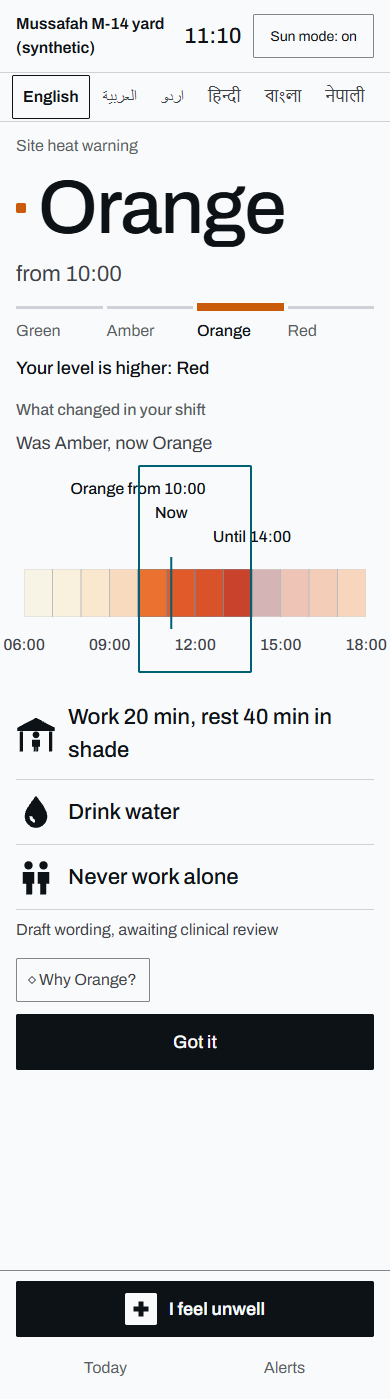 Mussafah M-14 yard
(synthetic)
11:10
Sun mode: on
English
العربية
اردو
हिन्दी
বাংলা
नेपाली
Site heat warning
Orange
from 10:00
Green
Amber
Orange
Red
Your level is higher: Red
What changed in your shift
Was Amber, now Orange
Orange from 10:00
Now
Until 14:00
06:00
09:00
12:00
15:00
18:00
Work 20 min, rest 40 min in
shade
Drink water
Never work alone
Draft wording, awaiting clinical review
Why Orange?
Got it
I feel unwell
Today
Alerts